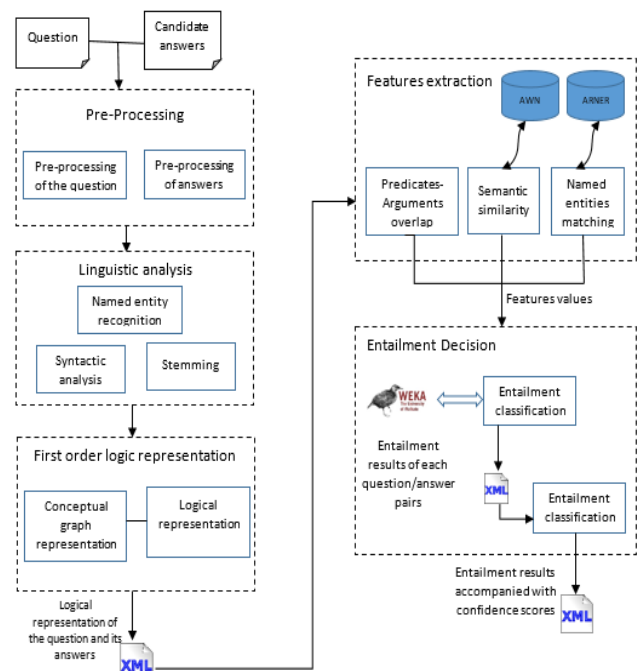 Question
Candidate
answers
Pre-Processing
Pre-processing
of the question
Pre-processing
of answers
Linguistic analysis
Named entity
recognition
Syntactic
analysis
Stemming
First order logic representation
Conceptual
graph
representation
Logical
representation
Logical
representation of
the question and its
answers
XML
Features extraction
AWN
ARNER
Predicates-
Arguments
overlap
Semantic
similarity
Named
entities
matching
Features values
Entailment Decision
WEKA
The University
of Waikato
Entailment
classification
Entailment
results of each
question/answer
pairs
XML
Entailment
classification
Entailment results
accompanied with
confidence scores
XML